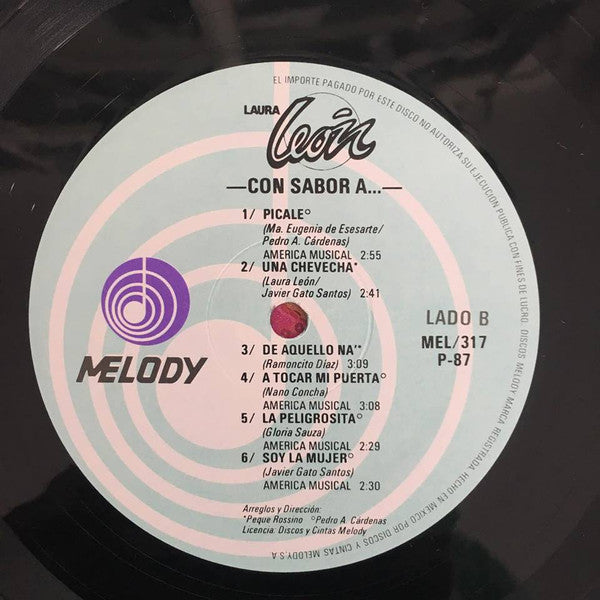 EL IMPORTE PAGADO POR ESTE DISCO NO AUTORIZA SU EJECUCION PUBLICA CON FINES DE LUCRO. DISCOS MELODY MARCA REGISTRADA HECHO EN MEXICO POR DISCOS Y CINTAS MELODY, S.A
LAURA
León
—CON SABOR A...—
1/ PICALE°
(Ma. Eugenia de Esesarte/
Pedro A. Cárdenas)
AMERICA MUSICAL 2:55
2/ UNA CHEVECHA*
(Laura León/
Javier Gato Santos) 2:41
LADO B
MEL/317
P-87
MELODY
3/ DE AQUELLO NA'*
(Ramoncito Díaz) 3:09
4/ A TOCAR MI PUERTA°
(Nano Concha)
AMERICA MUSICAL 3:08
5/ LA PELIGROSITA°
(Gloria Sauza)
AMERICA MUSICAL 2:29
6/ SOY LA MUJER°
(Javier Gato Santos)
AMERICA MUSICAL 2:30
Arreglos y Dirección:
*Peque Rossino °Pedro A. Cárdenas
Licencia: Discos y Cintas Melody